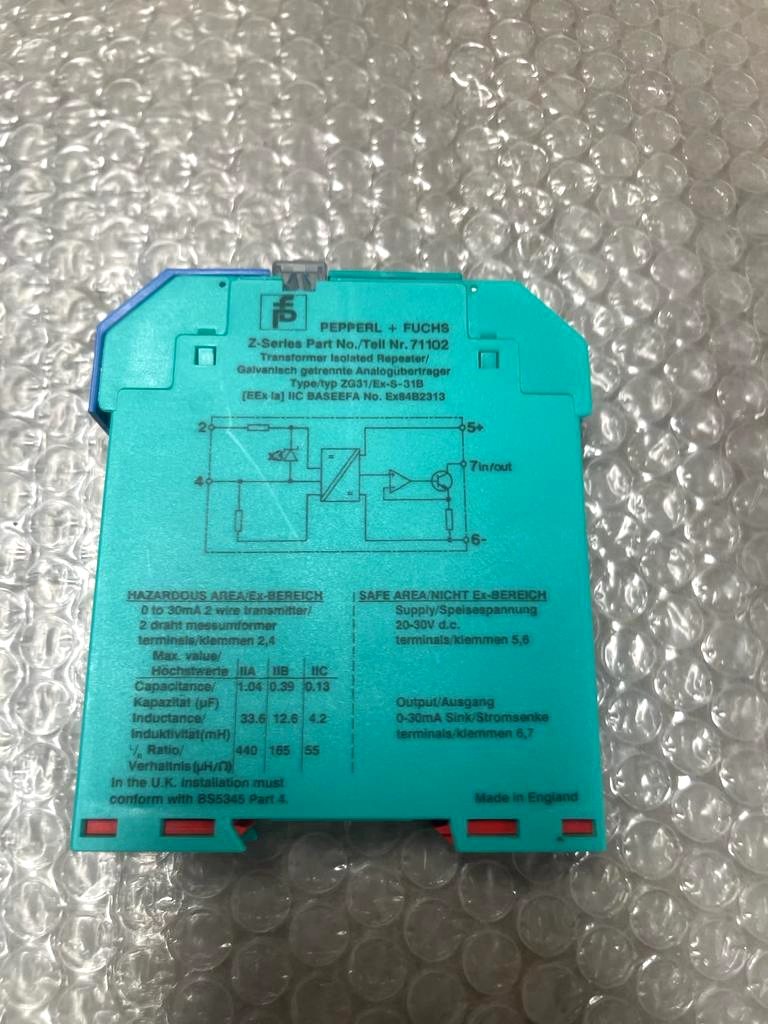 PEPPERL + FUCHS
Z-Series Part No./Teil Nr. 71102
Transformer Isolated Repeater/
Galvanisch getrennte Analogubertrager
Type/typ ZG31/Ex-S-31B
[EEx ia] IIC BASEEFA No. Ex84B2313
2
5+
x3
7 in/out
4
6-
HAZARDOUS AREA/Ex-BEREICH
0 to 30mA 2 wire transmitter/
2 draht messumformer
terminals/klemmen 2,4
Max. value/
Höchstwerte IIA IIB IIC
Capacitance/ 1.04 0.39 0.13
Kapazität (µF)
Inductance/ 33.6 12.6 4.2
Induktivität(mH)
L/R Ratio/ 440 165 55
Verhältnis(µH/Ω)
In the U.K. installation must
conform with BS5345 Part 4.
SAFE AREA/NICHT Ex-BEREICH
Supply/Speisespannung
20-30V d.c.
terminals/klemmen 5,6
Output/Ausgang
0-30mA Sink/Stromsenke
terminals/klemmen 6,7
Made in England